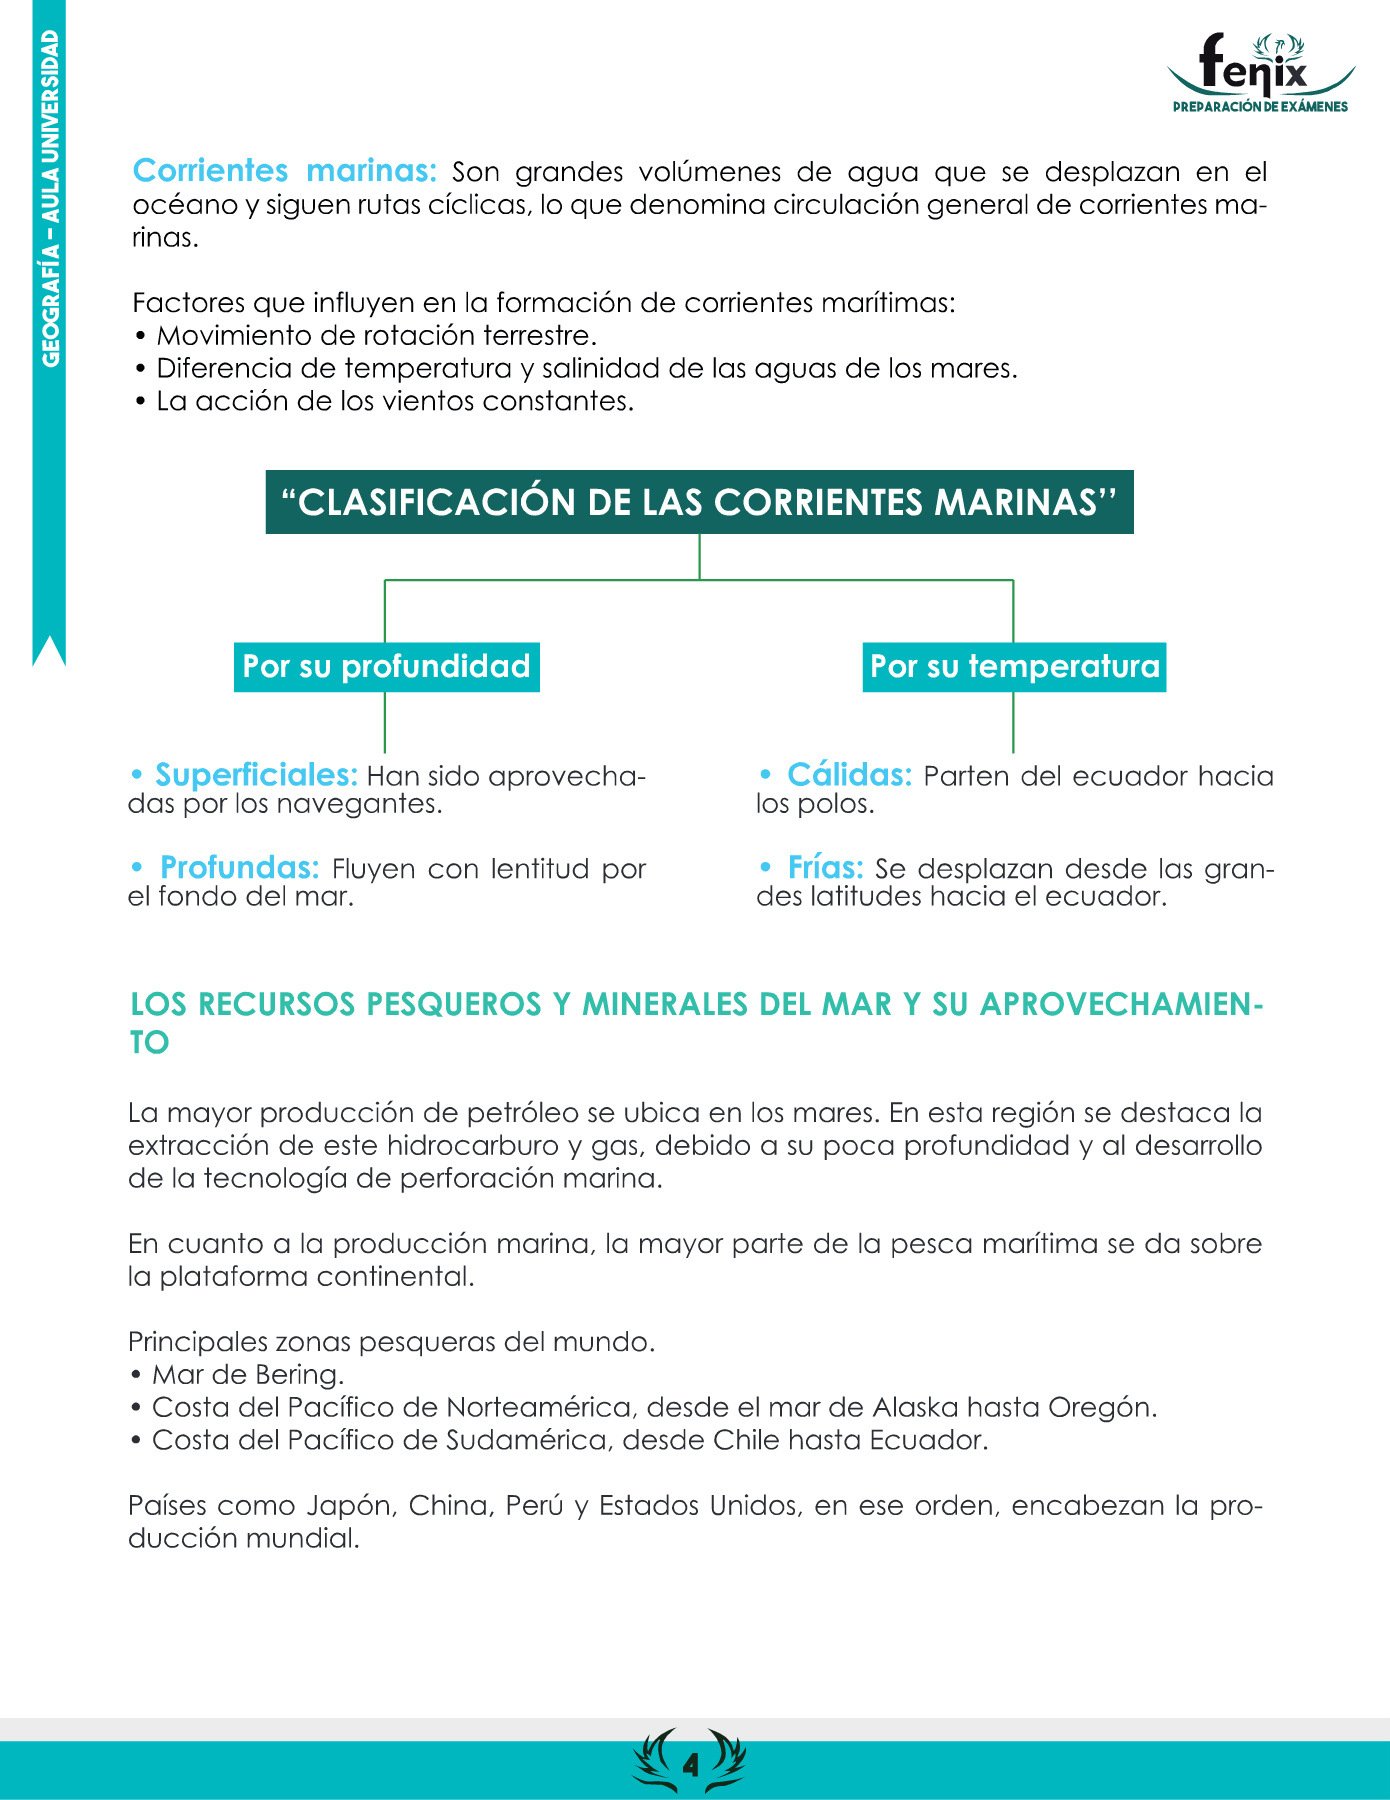 GEOGRAFÍA – AULA UNIVERSIDAD
fenix
PREPARACIÓN DE EXÁMENES
Corrientes marinas: Son grandes volúmenes de agua que se desplazan en el
océano y siguen rutas cíclicas, lo que denomina circulación general de corrientes ma-
rinas.
Factores que influyen en la formación de corrientes marítimas:
• Movimiento de rotación terrestre.
• Diferencia de temperatura y salinidad de las aguas de los mares.
• La acción de los vientos constantes.
“CLASIFICACIÓN DE LAS CORRIENTES MARINAS’’
Por su profundidad
• Superficiales: Han sido aprovecha-
das por los navegantes.
• Profundas: Fluyen con lentitud por
el fondo del mar.
Por su temperatura
• Cálidas: Parten del ecuador hacia
los polos.
• Frías: Se desplazan desde las gran-
des latitudes hacia el ecuador.
LOS RECURSOS PESQUEROS Y MINERALES DEL MAR Y SU APROVECHAMIEN-
TO
La mayor producción de petróleo se ubica en los mares. En esta región se destaca la
extracción de este hidrocarburo y gas, debido a su poca profundidad y al desarrollo
de la tecnología de perforación marina.
En cuanto a la producción marina, la mayor parte de la pesca marítima se da sobre
la plataforma continental.
Principales zonas pesqueras del mundo.
• Mar de Bering.
• Costa del Pacífico de Norteamérica, desde el mar de Alaska hasta Oregón.
• Costa del Pacífico de Sudamérica, desde Chile hasta Ecuador.
Países como Japón, China, Perú y Estados Unidos, en ese orden, encabezan la pro-
ducción mundial.
4